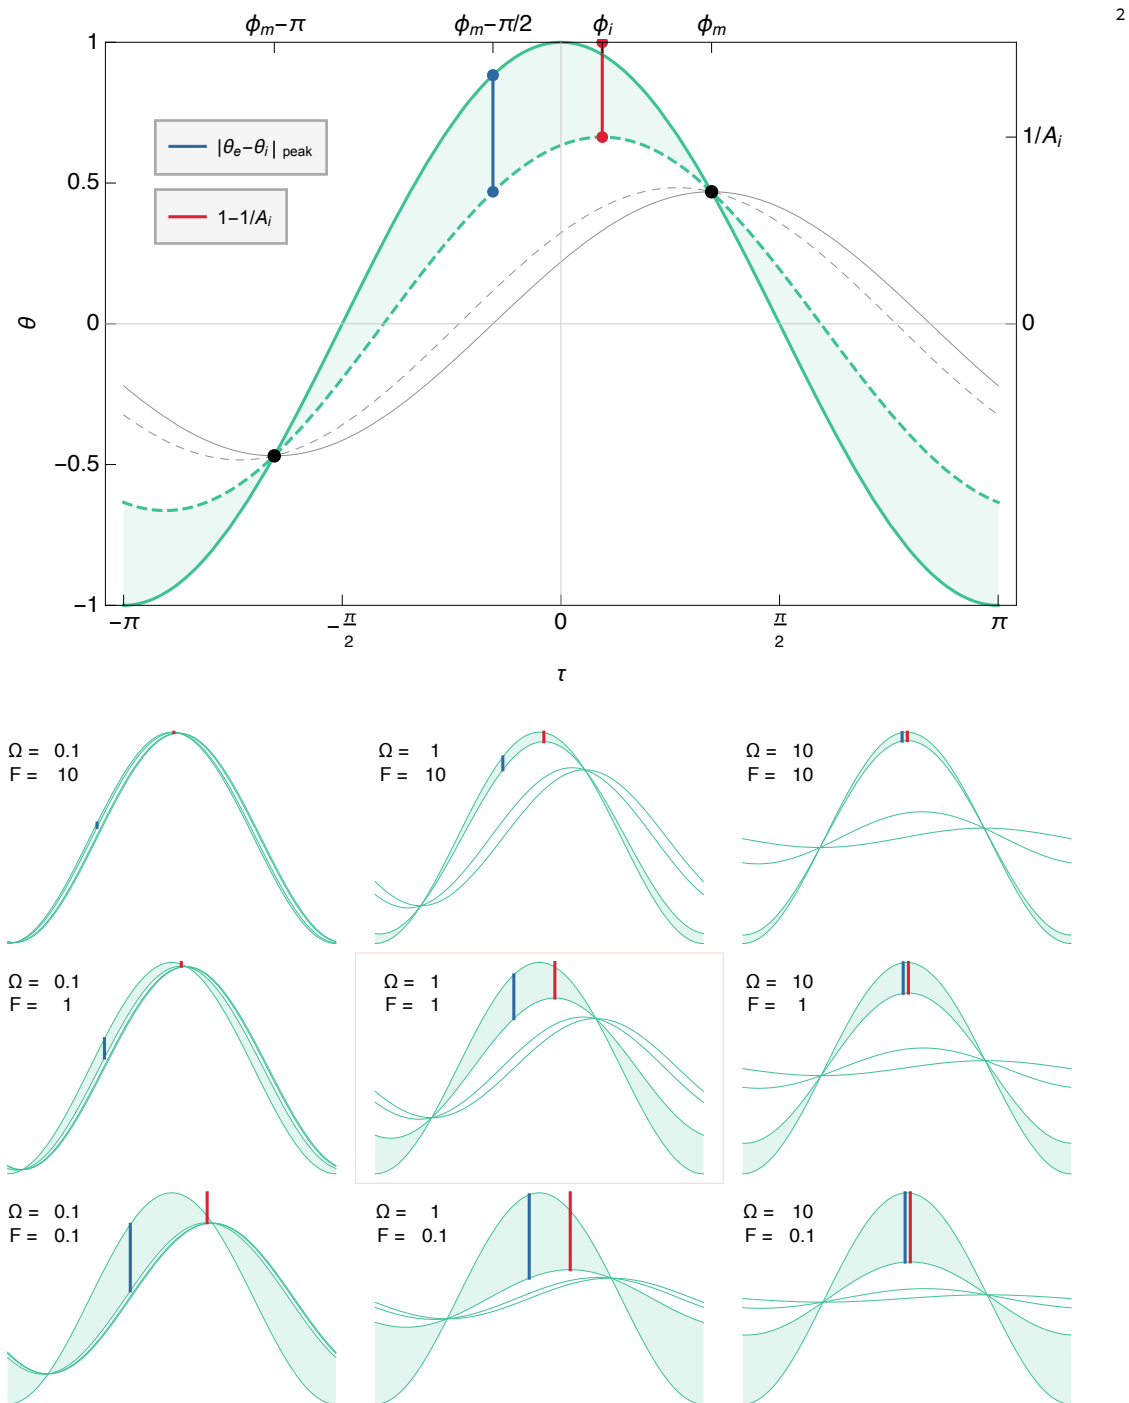 2
ϕm−π ϕm−π/2 ϕi ϕm
1
1/Ai
|θe−θi| peak
0.5
1−1/Ai
θ
0 0
−0.5
−1
−π −π/2 0 π/2 π
τ
Ω = 0.1
F = 10
Ω = 1
F = 10
Ω = 10
F = 10
Ω = 0.1
F = 1
Ω = 1
F = 1
Ω = 10
F = 1
Ω = 0.1
F = 0.1
Ω = 1
F = 0.1
Ω = 10
F = 0.1